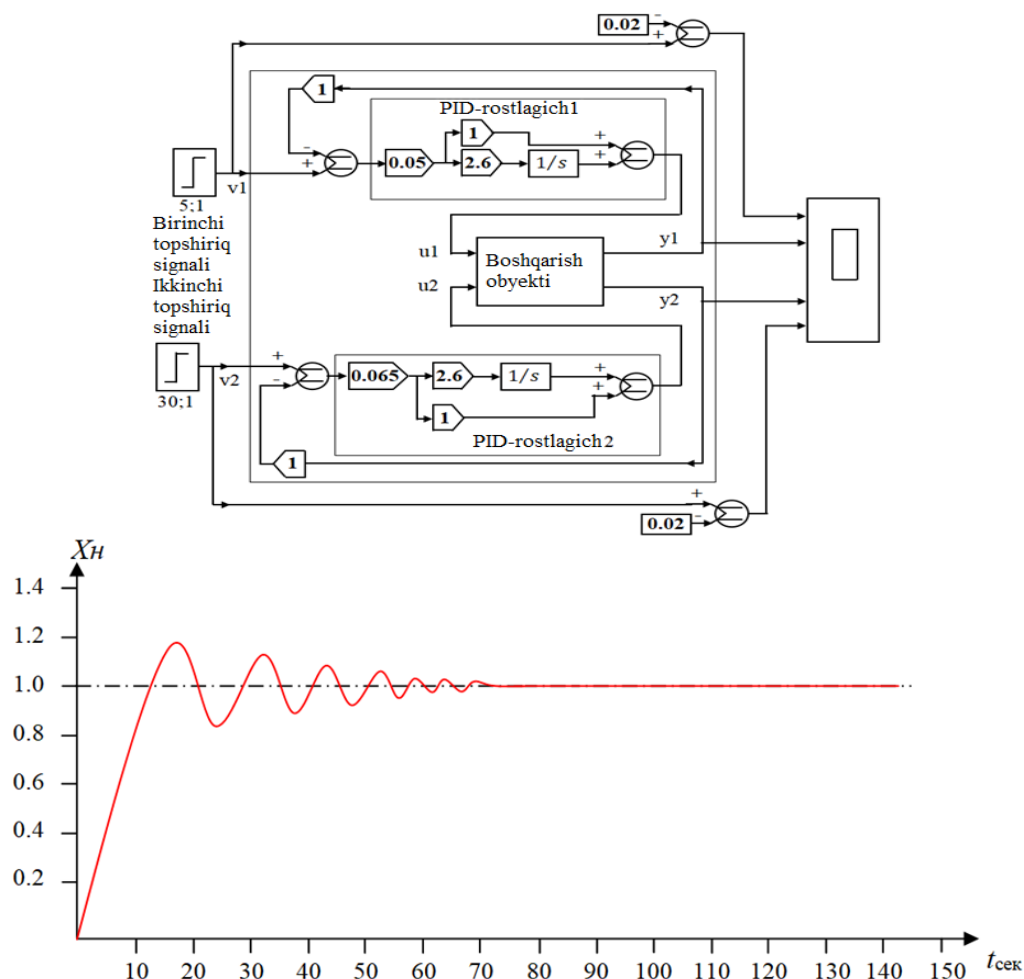 0.02
-
+
1
PID-rostlagich1
1
+
-
+
0.05
2.6
1/s
+
v1
5;1
Birinchi
topshiriq
signali
Ikkinchi
topshiriq
signali
u1
y1
Boshqarish
obyekti
u2
y2
+
-
0.065
2.6
1/s
+
+
v2
30;1
1
PID-rostlagich2
1
+
0.02
-
XH
1.4
1.2
1.0
0.8
0.6
0.4
0.2
10 20 30 40 50 60 70 80 90 100 110 120 130 140 150
tсек